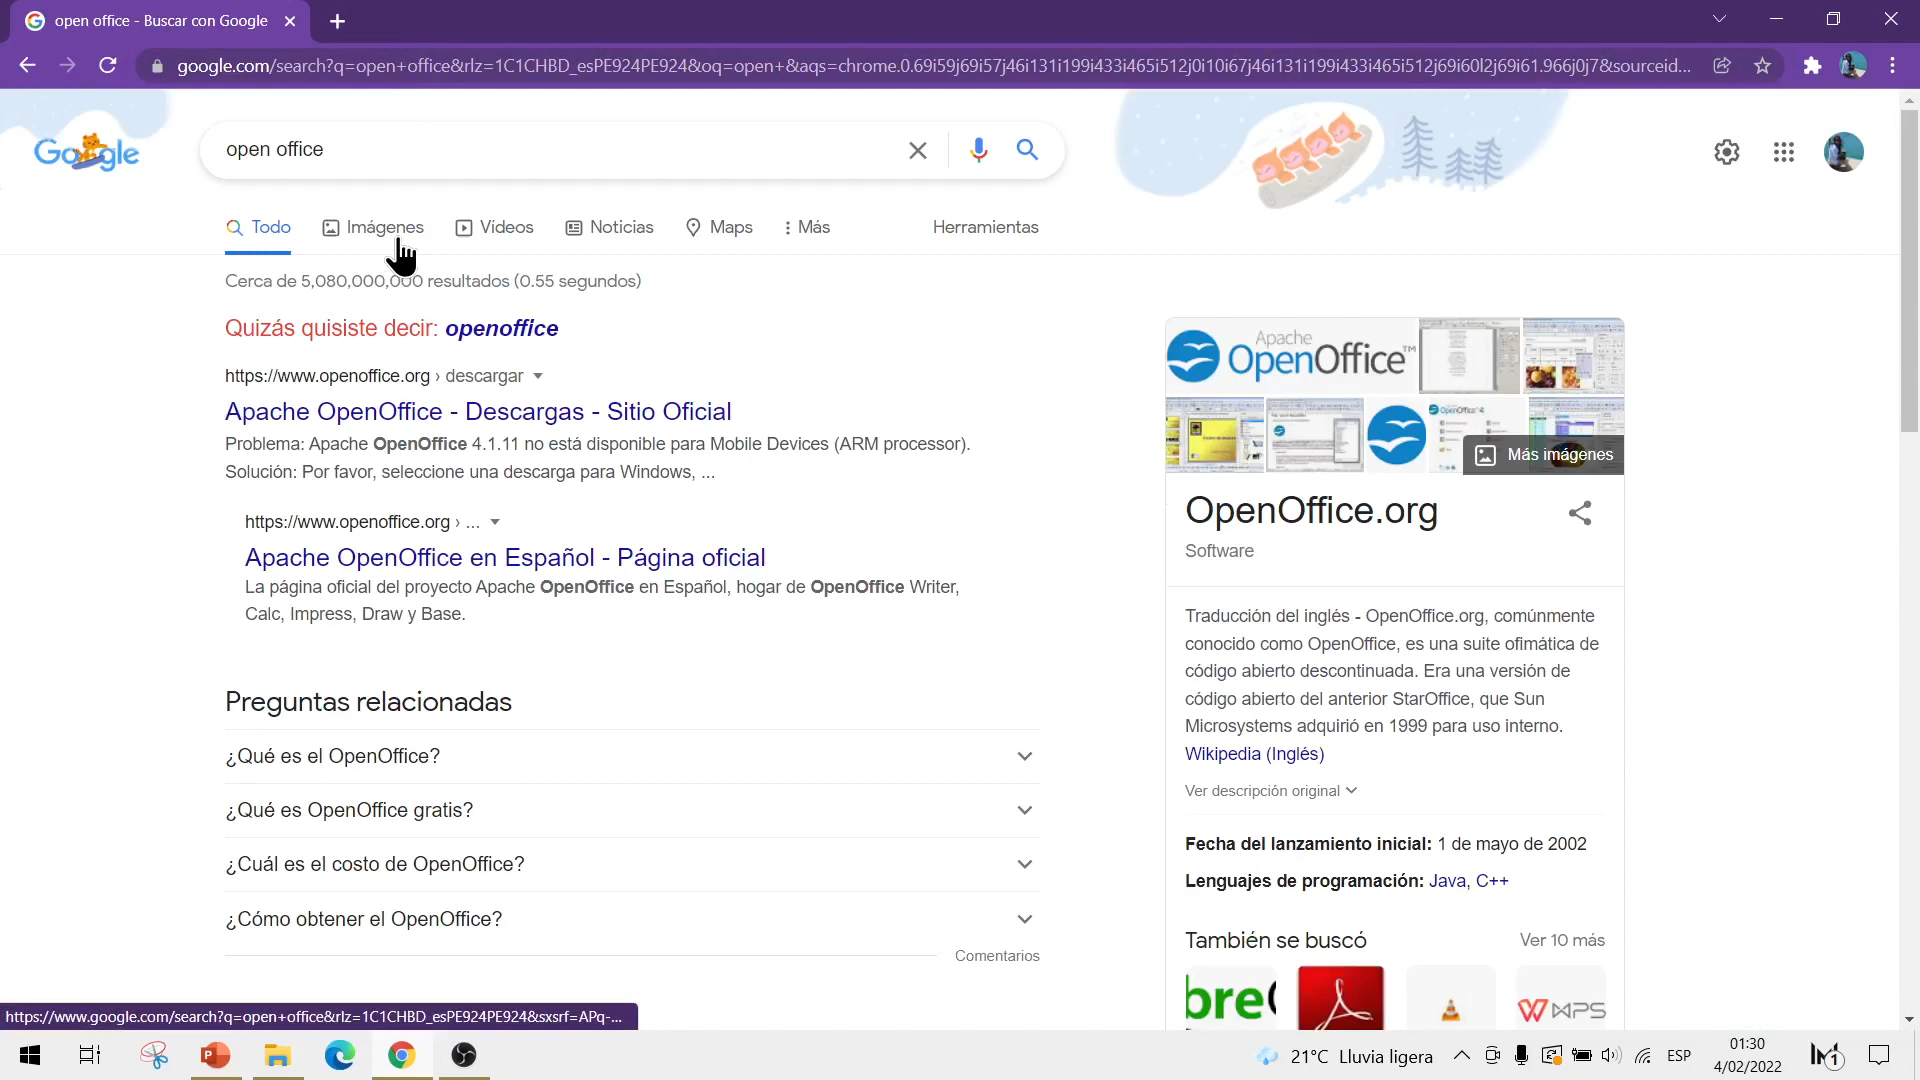 open office - Buscar con Google
google.com/search?q=open+office&rlz=1C1CHBD_esPE924PE924&oq=open+&aqs=chrome.0.69i59j69i57j46i131i199i433i465i512j0i10i67j46i131i199i433i465i512j69i60l2j69i61.966j0j7&sourceid...
Google
open office
Todo
Imágenes
Videos
Noticias
Maps
Más
Herramientas
Cerca de 5,080,000,000 resultados (0.55 segundos)
Quizás quisiste decir: openoffice
https://www.openoffice.org › descargar
Apache OpenOffice - Descargas - Sitio Oficial
Problema: Apache OpenOffice 4.1.11 no está disponible para Mobile Devices (ARM processor).
Solución: Por favor, seleccione una descarga para Windows, ...
https://www.openoffice.org › ...
Apache OpenOffice en Español - Página oficial
La página oficial del proyecto Apache OpenOffice en Español, hogar de OpenOffice Writer,
Calc, Impress, Draw y Base.
Preguntas relacionadas
¿Qué es el OpenOffice?
¿Qué es OpenOffice gratis?
¿Cuál es el costo de OpenOffice?
¿Cómo obtener el OpenOffice?
Comentarios
Apache
OpenOffice™
OpenOffice 4
Más imágenes
OpenOffice.org
Software
Traducción del inglés - OpenOffice.org, comúnmente
conocido como OpenOffice, es una suite ofimática de
código abierto descontinuada. Era una versión de
código abierto del anterior StarOffice, que Sun
Microsystems adquirió en 1999 para uso interno.
Wikipedia (Inglés)
Ver descripción original
Fecha del lanzamiento inicial: 1 de mayo de 2002
Lenguajes de programación: Java, C++
También se buscó
Ver 10 más
bre
WPS
https://www.google.com/search?q=open+office&rlz=1C1CHBD_esPE924PE924&sxsrf=APq-...
21°C Lluvia ligera
ESP
01:30
4/02/2022
1